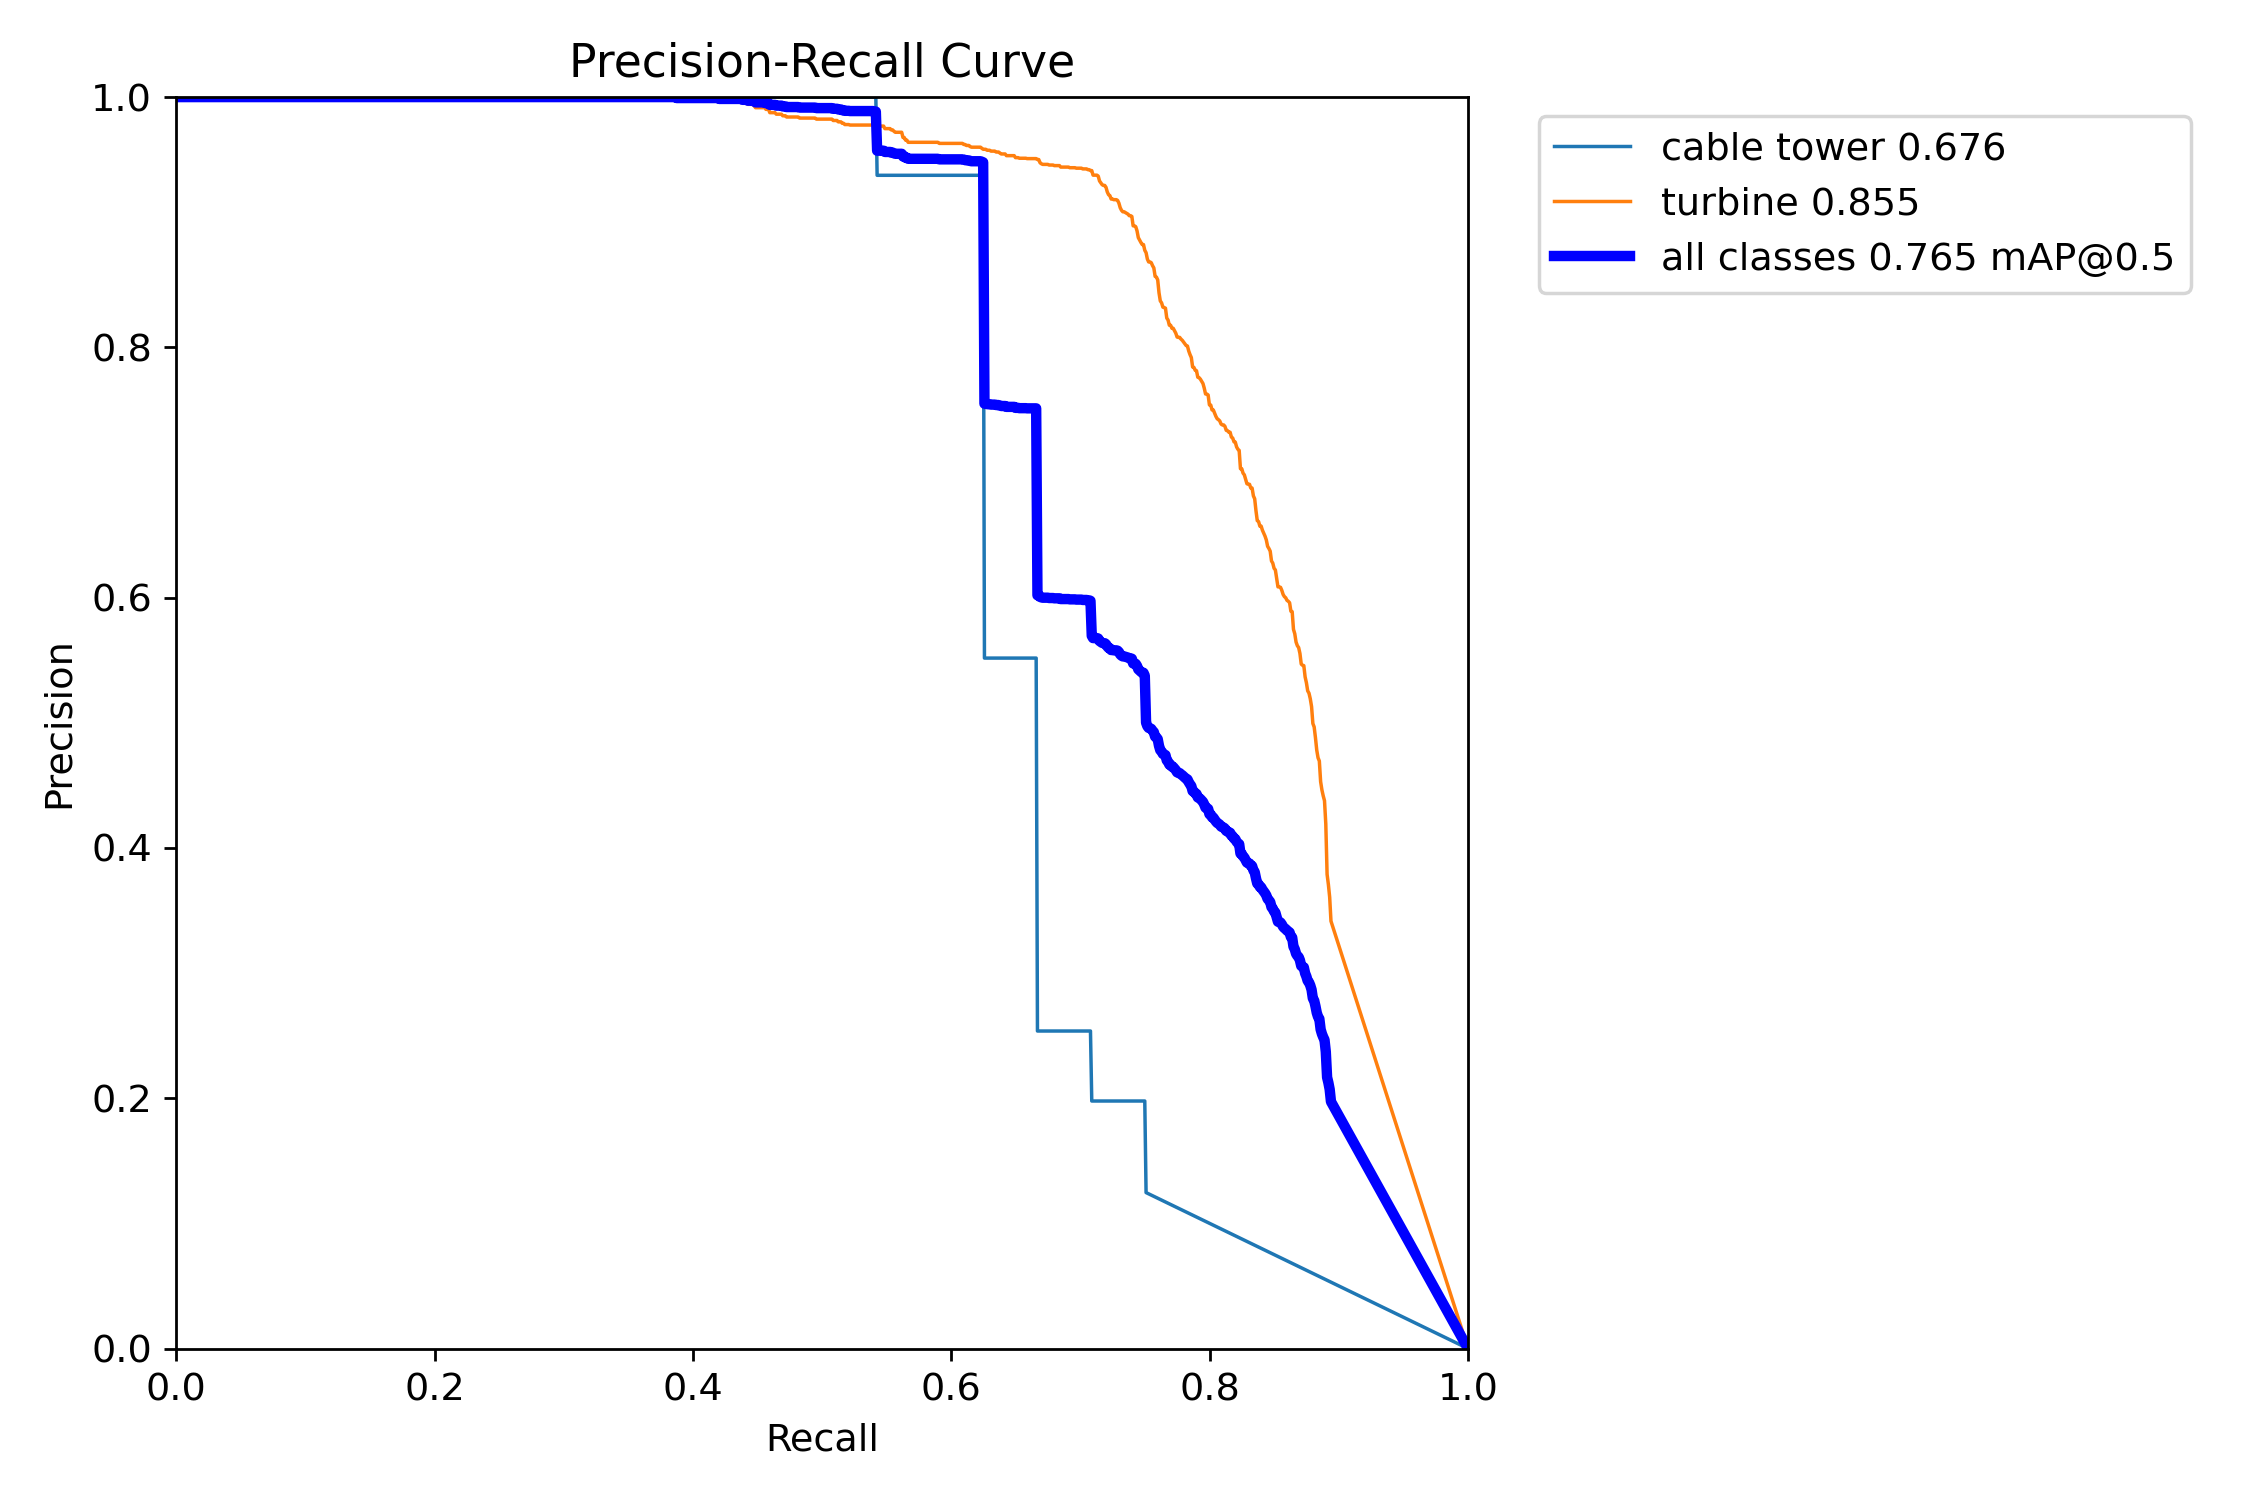 Precision-Recall Curve
1.0
0.8
0.6
0.4
0.2
0.0
Precision
0.0 0.2 0.4 0.6 0.8 1.0
Recall
cable tower 0.676
turbine 0.855
all classes 0.765 mAP@0.5